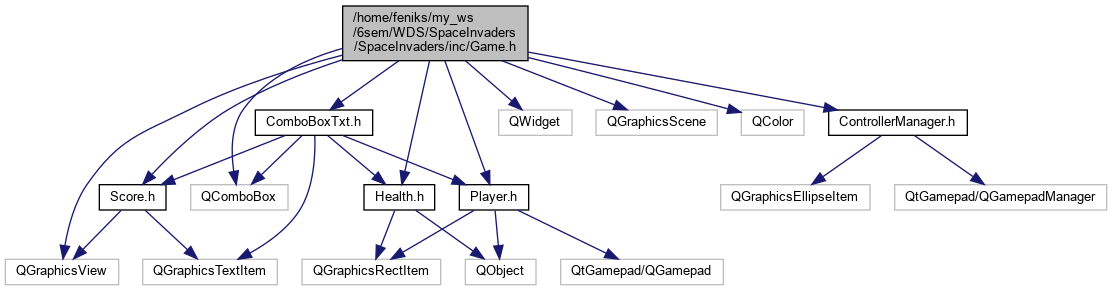 /home/feniks/my_ws
/6sem/WDS/SpaceInvaders
/SpaceInvaders/inc/Game.h
ComboBoxTxt.h
QWidget
QGraphicsScene
QColor
ControllerManager.h
Score.h
QComboBox
Health.h
Player.h
QGraphicsEllipseItem
QtGamepad/QGamepadManager
QGraphicsView
QGraphicsTextItem
QGraphicsRectItem
QObject
QtGamepad/QGamepad